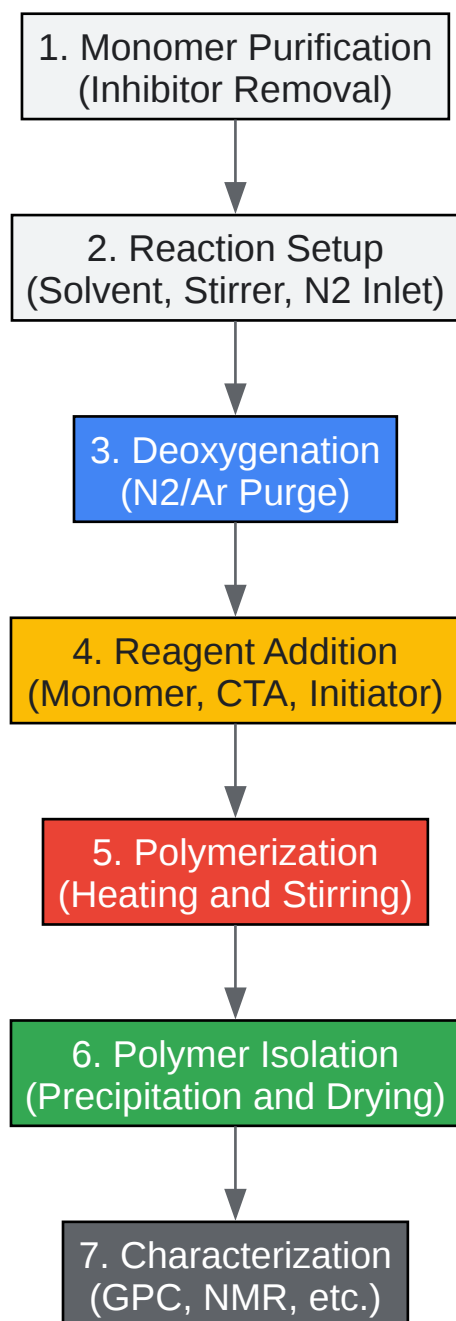 1. Monomer Purification
(Inhibitor Removal)
2. Reaction Setup
(Solvent, Stirrer, N2 Inlet)
3. Deoxygenation
(N2/Ar Purge)
4. Reagent Addition
(Monomer, CTA, Initiator)
5. Polymerization
(Heating and Stirring)
6. Polymer Isolation
(Precipitation and Drying)
7. Characterization
(GPC, NMR, etc.)